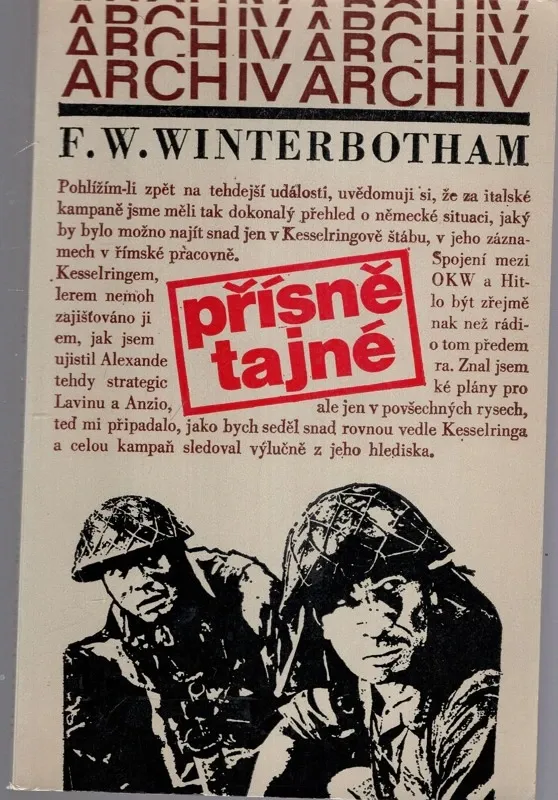 ARCHIV ARCHIV
ARCHIV ARCHIV
ARCHIV ARCHIV
ARCHIV ARCHIV
F. W. WINTERBOTHAM
Pohlížím-li zpět na tehdejší události, uvědomuji si, že za italské
kampaně jsme měli tak dokonalý přehled o německé situaci, jaký
by bylo možno najít snad jen v Kesselringově štábu, v jeho zázna-
mech v římské pracovně. Spojení mezi
Kesselringem, OKW a Hit-
lerem nemoh lo být zřejmě
zajišťováno ji nak než rádi-
em, jak jsem o tom předem
ujistil Alexande ra. Znal jsem
tehdy strategic ké plány pro
Lavinu a Anzio, ale jen v povšechných rysech,
teď mi připadalo, jako bych seděl snad rovnou vedle Kesselringa
a celou kampaň sledoval výlučně z jeho hlediska.
přísně
tajné